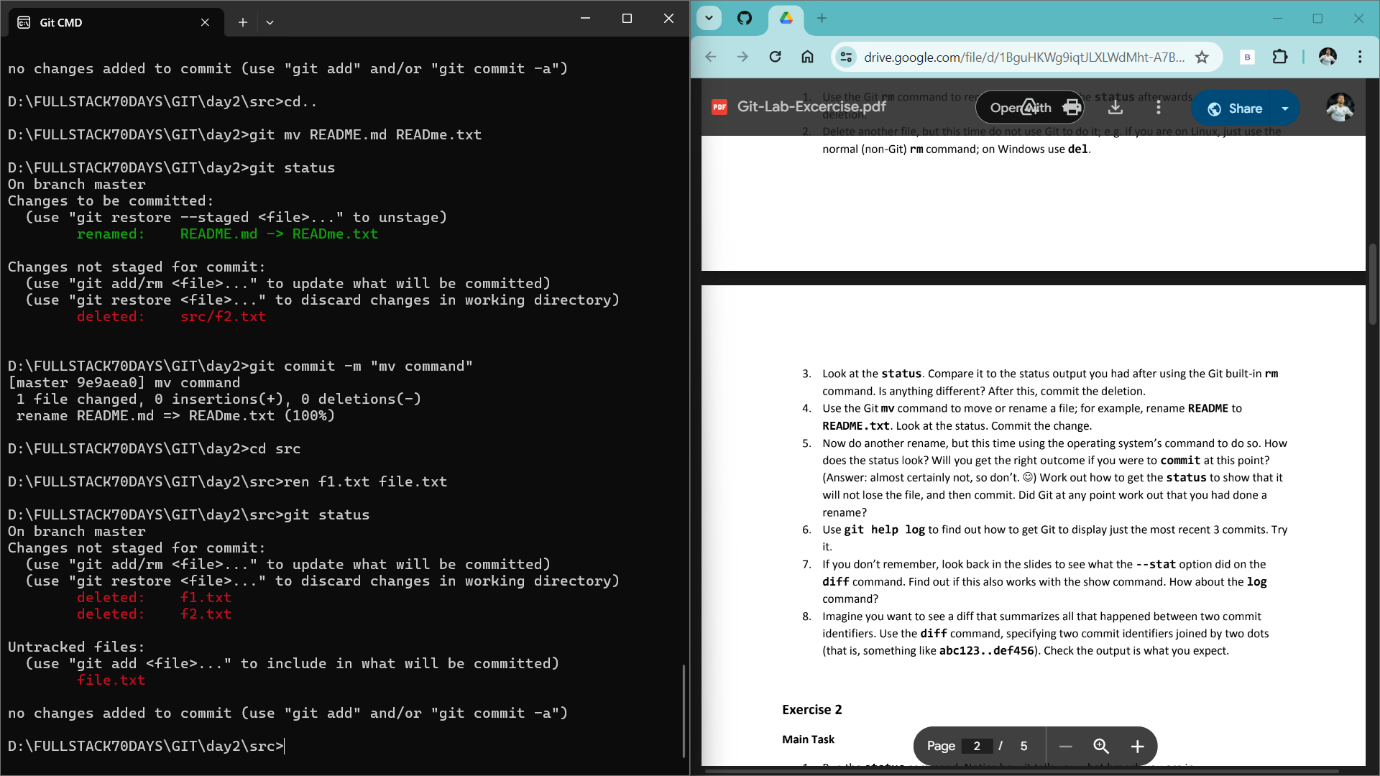 Git CMD
no changes added to commit (use "git add" and/or "git commit -a")
D:\FULLSTACK70DAYS\GIT\day2\src>cd..
D:\FULLSTACK70DAYS\GIT\day2>git mv README.md READme.txt
D:\FULLSTACK70DAYS\GIT\day2>git status
On branch master
Changes to be committed:
  (use "git restore --staged <file>..." to unstage)
        renamed:    README.md -> READme.txt
Changes not staged for commit:
  (use "git add/rm <file>..." to update what will be committed)
  (use "git restore <file>..." to discard changes in working directory)
        deleted:    src/f2.txt
D:\FULLSTACK70DAYS\GIT\day2>git commit -m "mv command"
[master 9e9aea0] mv command
 1 file changed, 0 insertions(+), 0 deletions(-)
 rename README.md => READme.txt (100%)
D:\FULLSTACK70DAYS\GIT\day2>cd src
D:\FULLSTACK70DAYS\GIT\day2\src>ren f1.txt file.txt
D:\FULLSTACK70DAYS\GIT\day2\src>git status
On branch master
Changes not staged for commit:
  (use "git add/rm <file>..." to update what will be committed)
  (use "git restore <file>..." to discard changes in working directory)
        deleted:    f1.txt
        deleted:    f2.txt
Untracked files:
  (use "git add <file>..." to include in what will be committed)
        file.txt
no changes added to commit (use "git add" and/or "git commit -a")
D:\FULLSTACK70DAYS\GIT\day2\src>
drive.google.com/file/d/1BguHKWg9iqtJLXLWdMht-A7B...
B
PDF
Git-Lab-Excercise.pdf
Open with
Share
1. Use the Git rm command to status afterwards
deletion
2. Delete another file, but this time do not use Git to do it; e.g. if you are on Linux, just use the
normal (non-Git) rm command; on Windows use del.
3. Look at the status. Compare it to the status output you had after using the Git built-in rm
command. Is anything different? After this, commit the deletion.
4. Use the Git mv command to move or rename a file; for example, rename README to
README.txt. Look at the status. Commit the change.
5. Now do another rename, but this time using the operating system's command to do so. How
does the status look? Will you get the right outcome if you were to commit at this point?
(Answer: almost certainly not, so don't. ☺) Work out how to get the status to show that it
will not lose the file, and then commit. Did Git at any point work out that you had done a
rename?
6. Use git help log to find out how to get Git to display just the most recent 3 commits. Try
it.
7. If you don't remember, look back in the slides to see what the --stat option did on the
diff command. Find out if this also works with the show command. How about the log
command?
8. Imagine you want to see a diff that summarizes all that happened between two commit
identifiers. Use the diff command, specifying two commit identifiers joined by two dots
(that is, something like abc123..def456). Check the output is what you expect.
Exercise 2
Main Task
Page 2 / 5